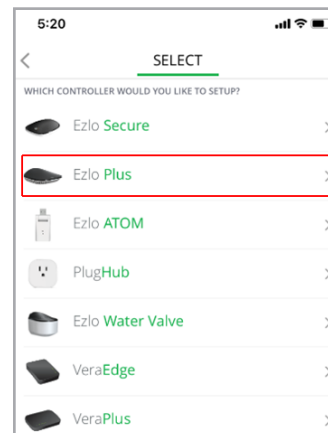 5:20
SELECT
WHICH CONTROLLER WOULD YOU LIKE TO SETUP?
Ezlo Secure
Ezlo Plus
Ezlo ATOM
PlugHub
Ezlo Water Valve
VeraEdge
VeraPlus